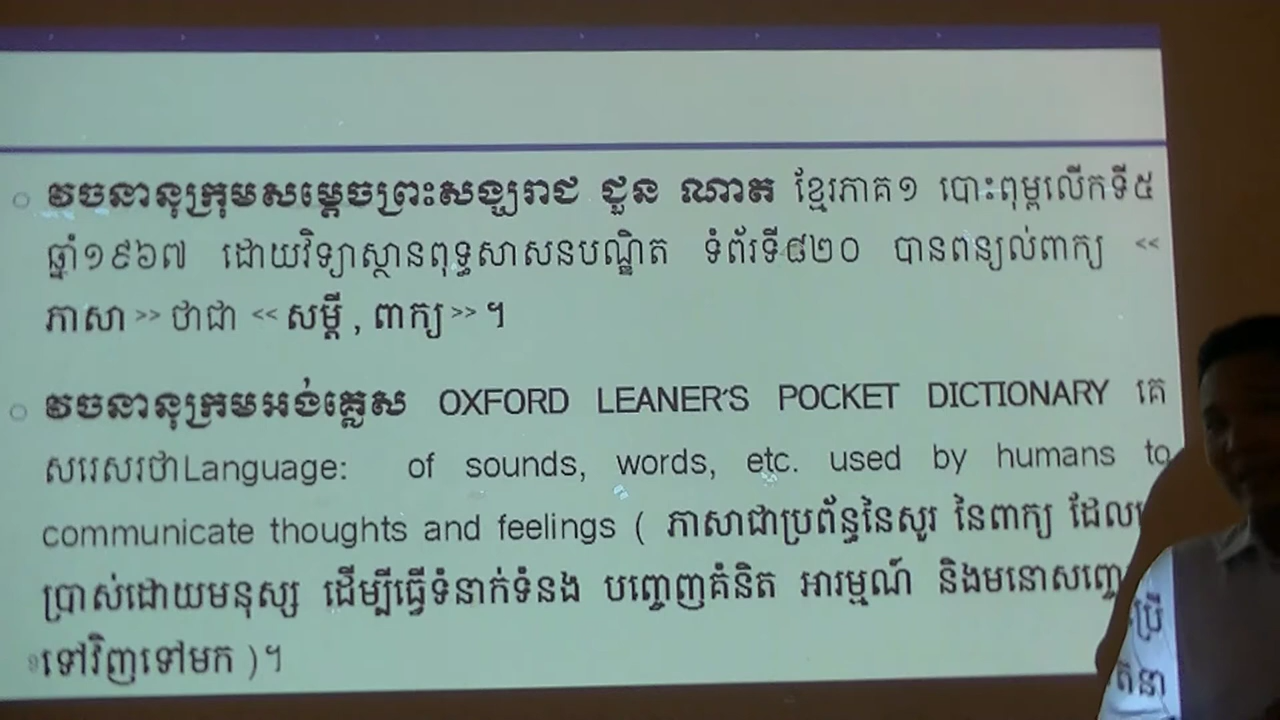 វចនានុក្រុមសម្ដេចព្រះសង្ឃរាជ ជួន ណាត ខ្មែរភាគ១ បោះពុម្ពលើកទី៥
ឆ្នាំ១៩៦៧ ដោយវិទ្យាស្ថានពុទ្ធសាសនបណ្ឌិត ទំព័រទី៨២០ បានពន្យល់ពាក្យ <<
ភាសា >> ថាជា << សម្ដី , ពាក្យ >> ។
វចនានុក្រមអង់គ្លេស OXFORD LEANER'S POCKET DICTIONARY គេ
សរសេរថាLanguage: of sounds, words, etc. used by humans to
communicate thoughts and feelings ( ភាសាជាប្រព័ន្ធនៃសូរ នៃពាក្យ ដែល
ប្រើ
ប្រាស់ដោយមនុស្ស ដើម្បីធ្វើទំនាក់ទំនង បញ្ចេញគំនិត អារម្មណ៍ និងមនោសញ្ចេ
តនា
ទៅវិញទៅមក )។